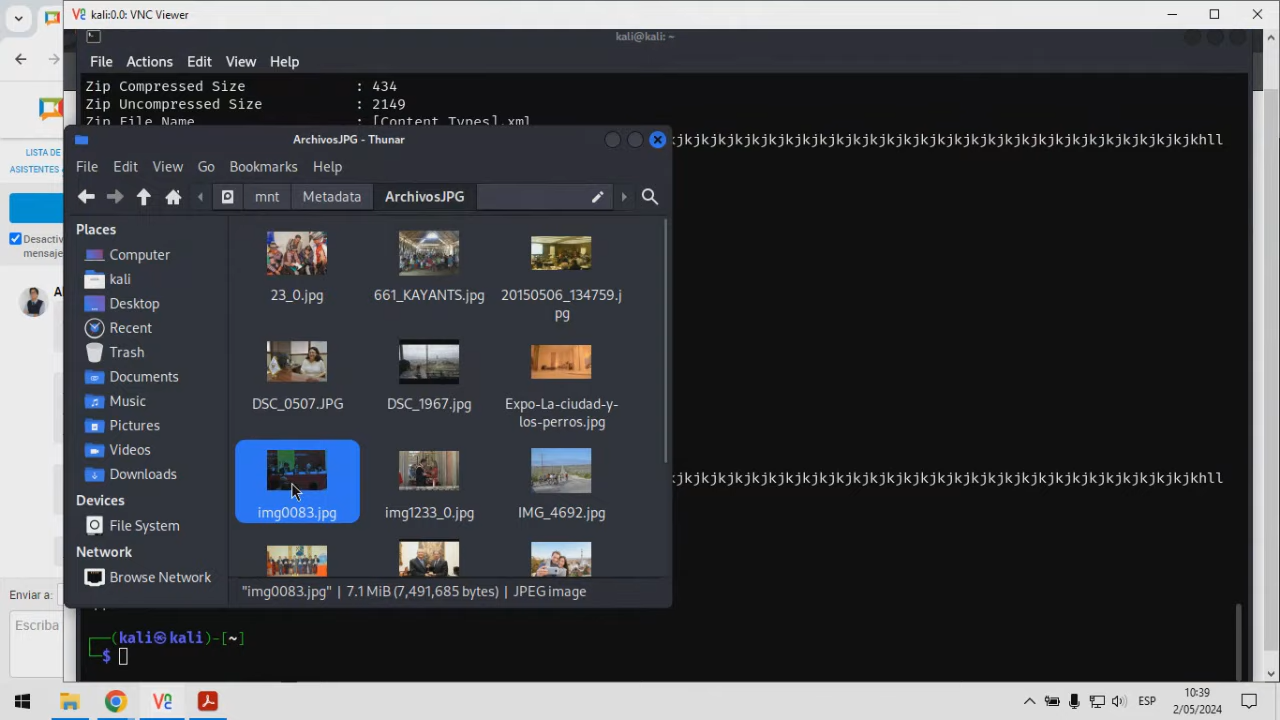 kali:0.0: VNC Viewer
kali@kali: ~
File Actions Edit View Help
Zip Compressed Size : 434
Zip Uncompressed Size : 2149
Zip File Name : [Content_Types].xml
kjkjkjkjkjkjkjkjkjkjkjkjkjkjkjkjkjkjkjkjkjkjkjkjkjkjkhll
ArchivosJPG - Thunar
File Edit View Go Bookmarks Help
mnt Metadata ArchivosJPG
Places
Computer
kali
Desktop
Recent
Trash
Documents
Music
Pictures
Videos
Downloads
Devices
File System
Network
Browse Network
23_0.jpg
661_KAYANTS.jpg
20150506_134759.j
pg
DSC_0507.JPG
DSC_1967.jpg
Expo-La-ciudad-y-
los-perros.jpg
img0083.jpg
img1233_0.jpg
IMG_4692.jpg
"img0083.jpg" | 7.1 MiB (7,491,685 bytes) | JPEG image
(kali㉿kali)-[~]
$
LISTA DE
ASISTENTES
Desactiv
mensaje
Enviar a:
Escriba
ESP
10:39
2/05/2024